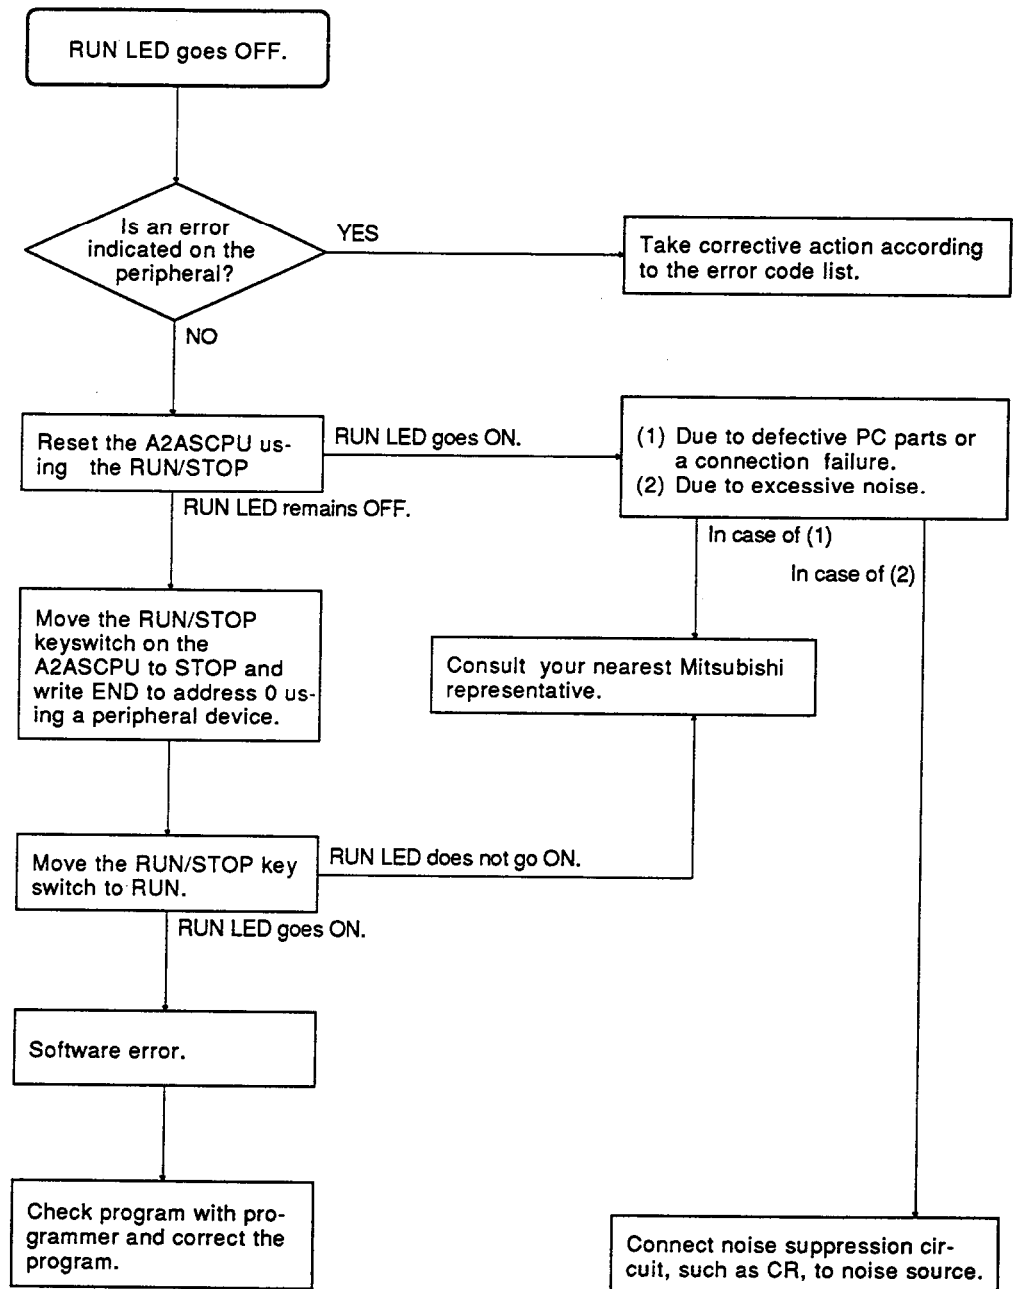 RUN LED goes OFF.
Is an error
indicated on the
peripheral?
YES
Take corrective action according
to the error code list.
NO
Reset the A2ASCPU us-
ing the RUN/STOP
RUN LED goes ON.
(1) Due to defective PC parts or
a connection failure.
(2) Due to excessive noise.
RUN LED remains OFF.
In case of (1)
In case of (2)
Move the RUN/STOP
keyswitch on the
A2ASCPU to STOP and
write END to address 0 us-
ing a peripheral device.
Consult your nearest Mitsubishi
representative.
Move the RUN/STOP key
switch to RUN.
RUN LED does not go ON.
RUN LED goes ON.
Software error.
Check program with pro-
grammer and correct the
program.
Connect noise suppression cir-
cuit, such as CR, to noise source.